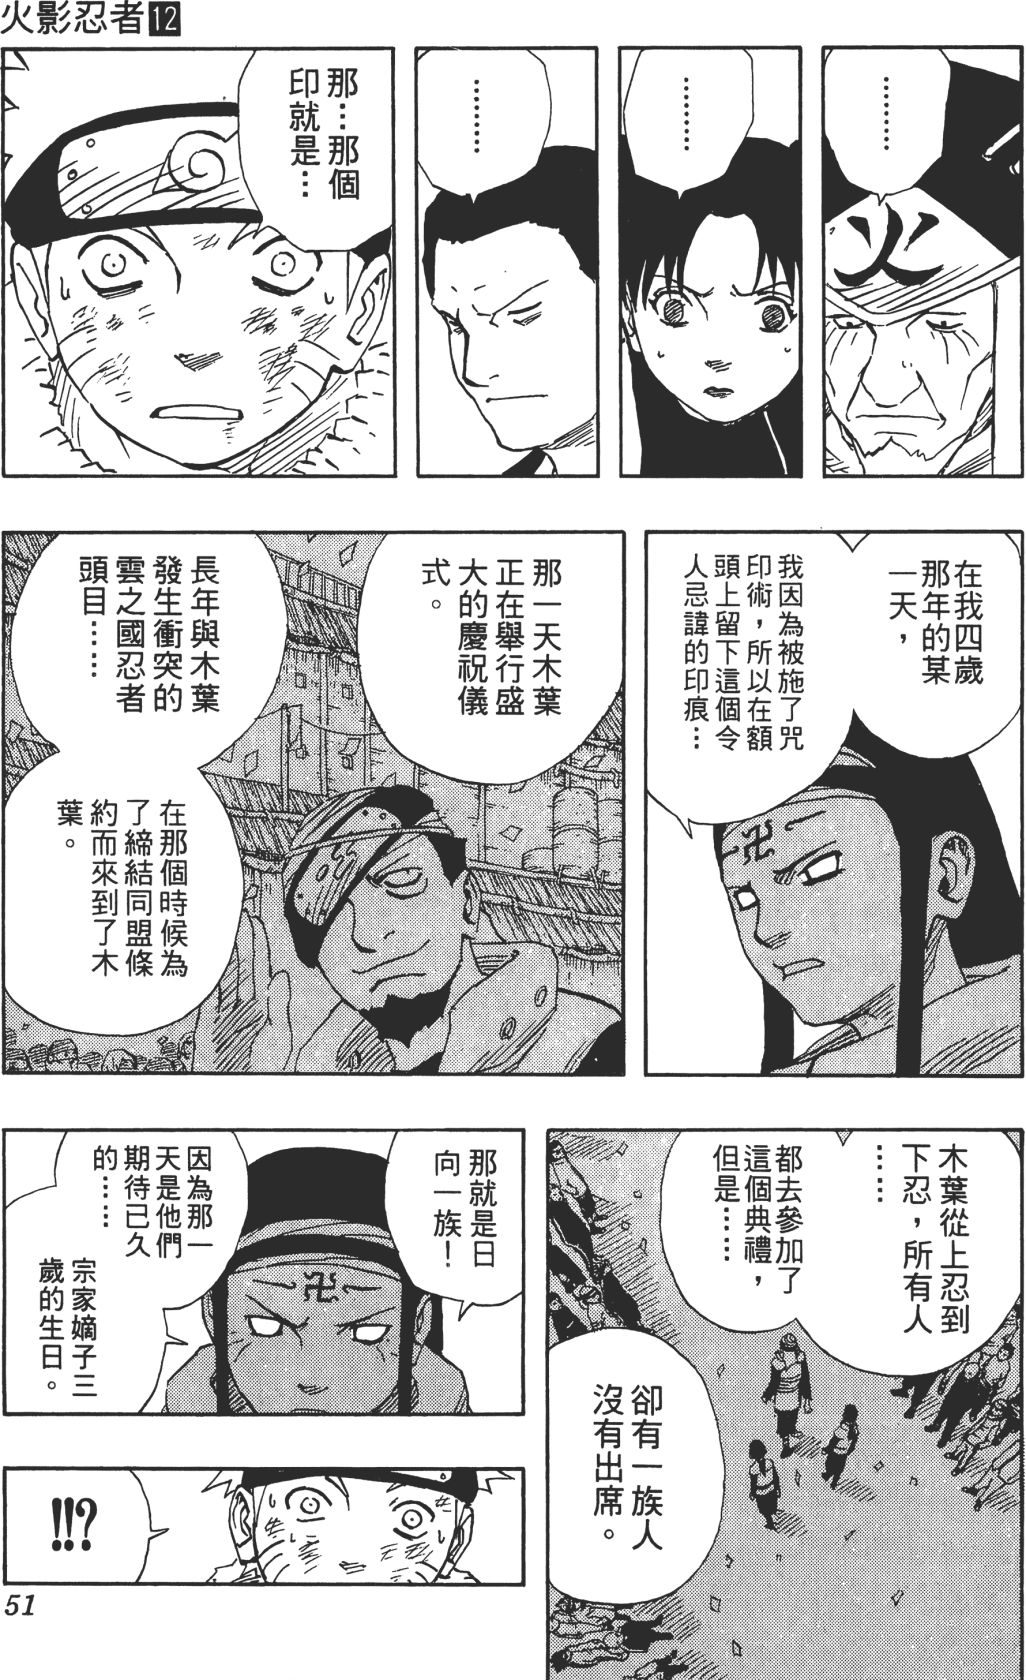 火影忍者12
………
………
………
那…那個
印就是…
在我四歲
那年的某
一天，
我因為被施了咒
印術，所以在額
頭上留下這個令
人忌諱的印痕…
那一天木葉
正在舉行盛
大的慶祝儀
式。
長年與木葉
發生衝突的
雲之國忍者
頭目……
在那個時候為
了締結同盟條
約而來到了木
葉。
木葉從上忍到
下忍，所有人
……
都去參加了
這個典禮，
但是……
卻有一族人
沒有出席。
那就是日
向一族！
因為那一
天是他們
期待已久
的……
宗家嫡子三
歲的生日。
!!?
51